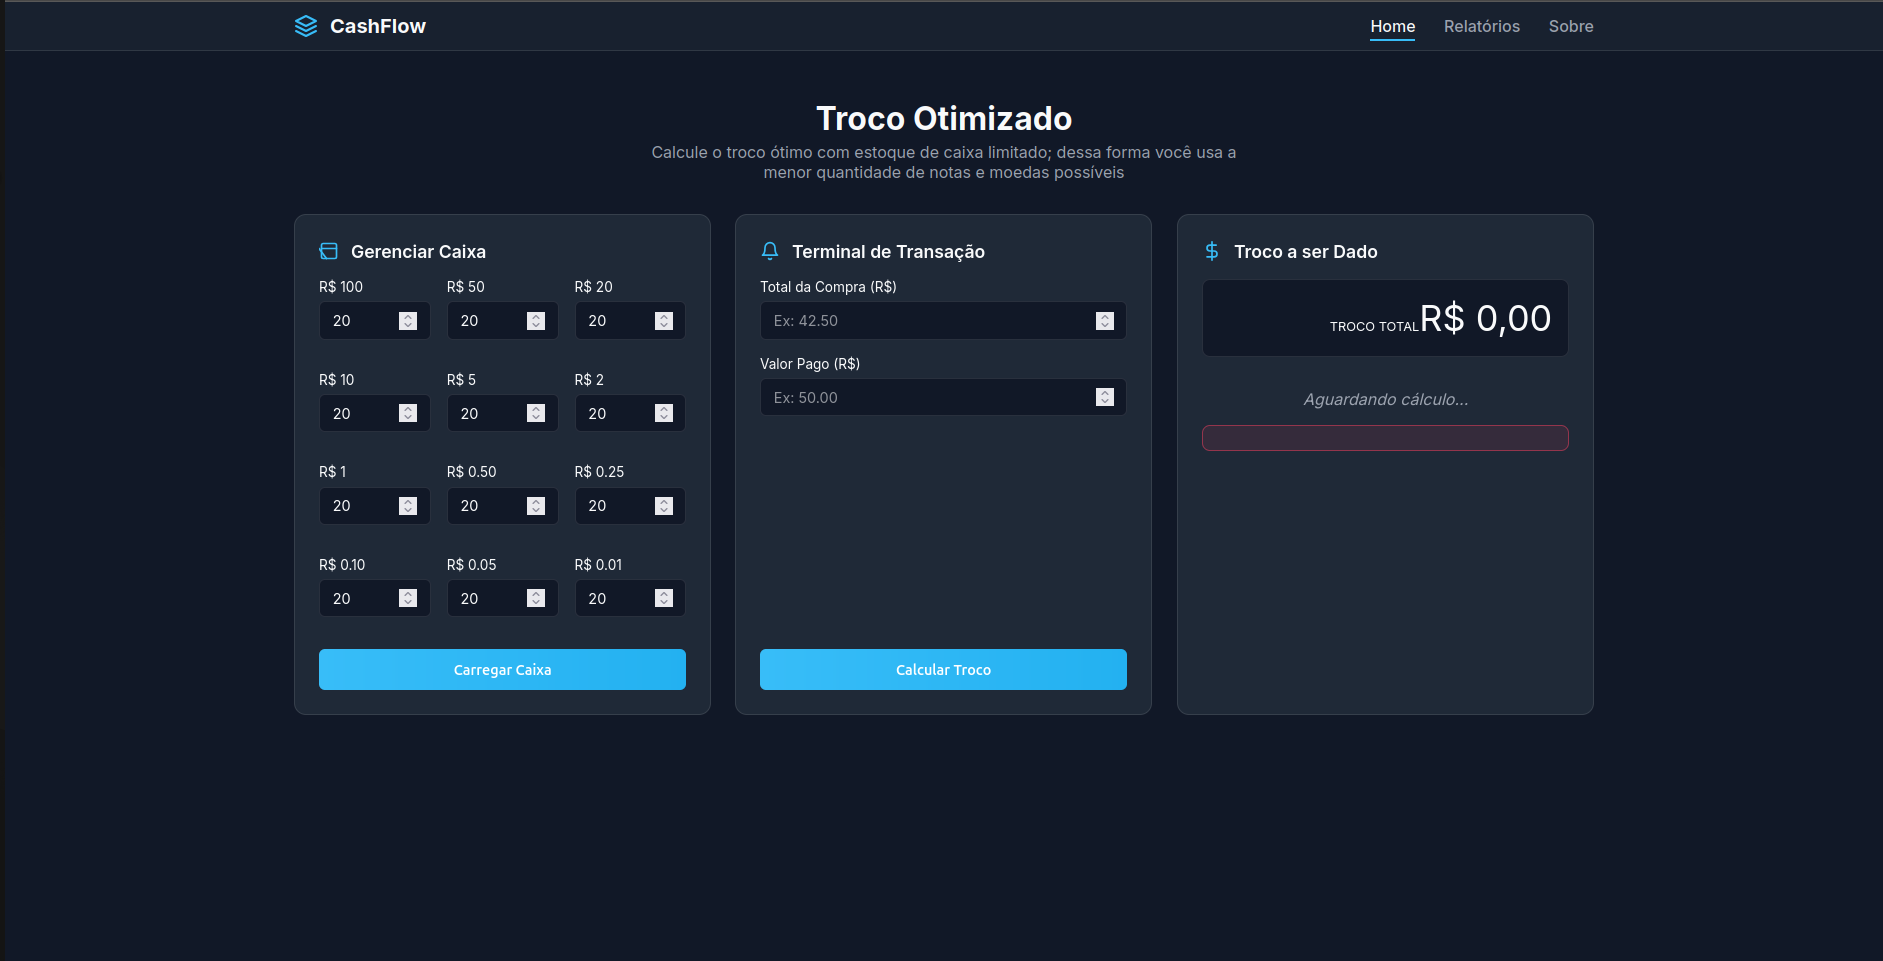 CashFlow
Home Relatórios Sobre
Troco Otimizado
Calcule o troco ótimo com estoque de caixa limitado; dessa forma você usa a
menor quantidade de notas e moedas possíveis
Gerenciar Caixa
R$ 100 R$ 50 R$ 20
20 20 20
R$ 10 R$ 5 R$ 2
20 20 20
R$ 1 R$ 0.50 R$ 0.25
20 20 20
R$ 0.10 R$ 0.05 R$ 0.01
20 20 20
Carregar Caixa
Terminal de Transação
Total da Compra (R$)
Ex: 42.50
Valor Pago (R$)
Ex: 50.00
Calcular Troco
Troco a ser Dado
TROCO TOTAL R$ 0,00
Aguardando cálculo...